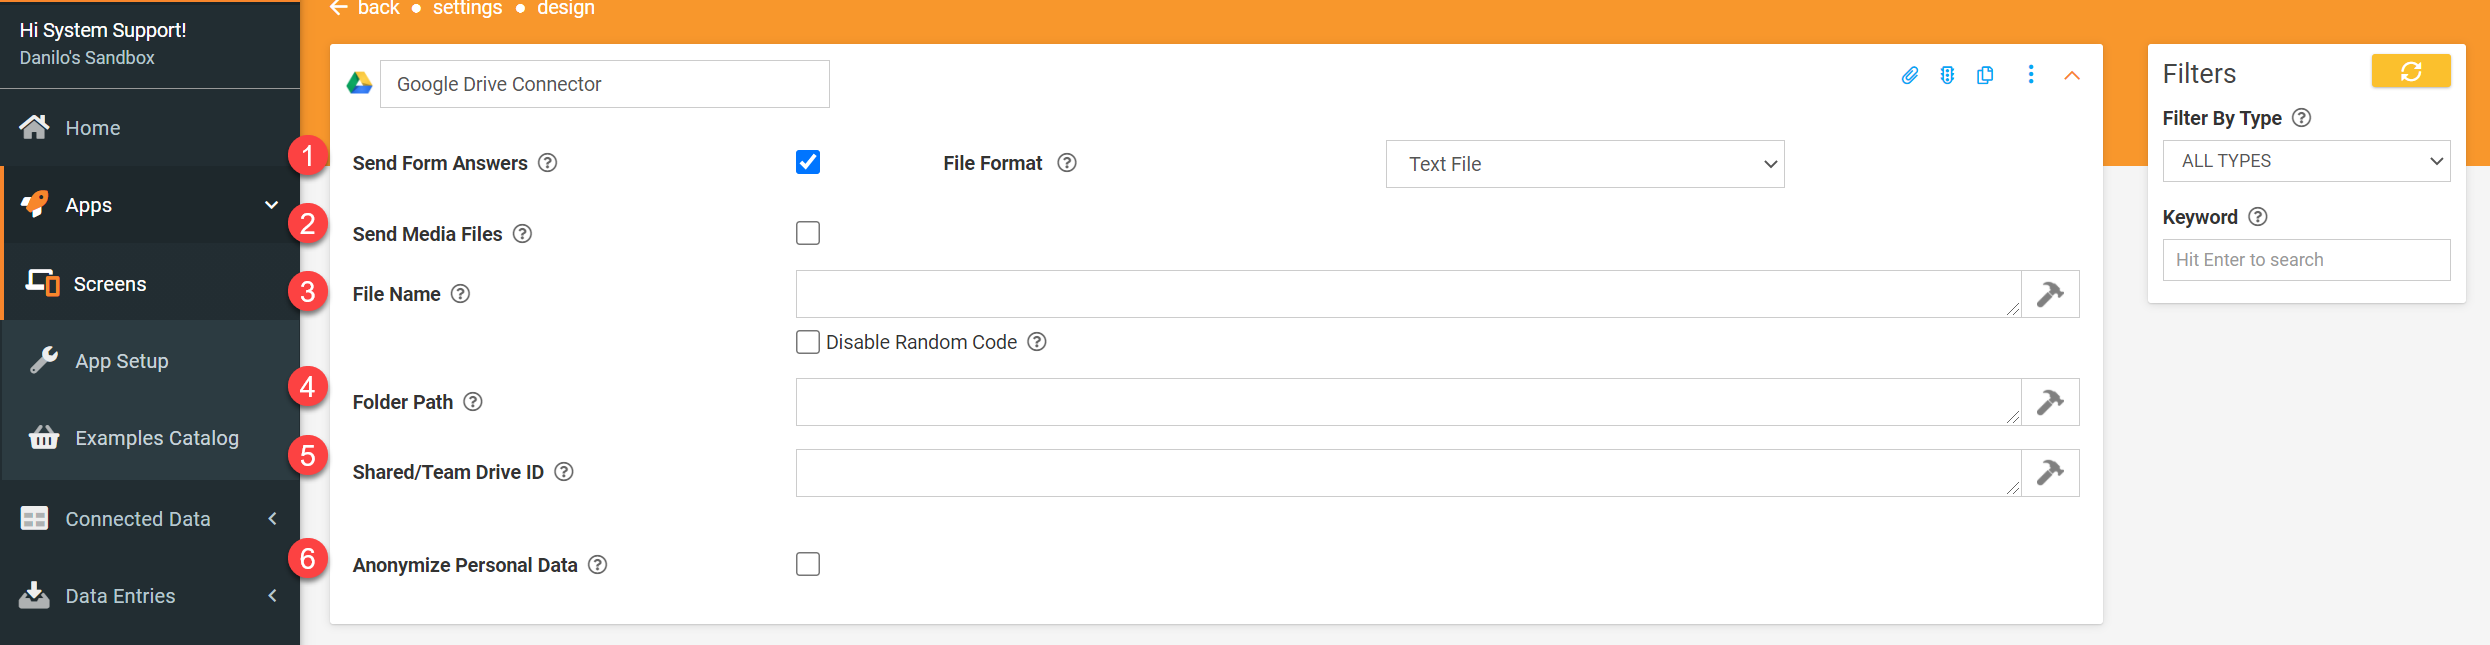 Hi System Support!
Danilo's Sandbox
Home
Apps
Screens
App Setup
Examples Catalog
Connected Data
Data Entries
back • settings • design
Google Drive Connector
1
Send Form Answers ?
File Format ?
Text File
2
Send Media Files ?
3
File Name ?
Disable Random Code ?
4
Folder Path ?
5
Shared/Team Drive ID ?
6
Anonymize Personal Data ?
Filters
Filter By Type ?
ALL TYPES
Keyword ?
Hit Enter to search